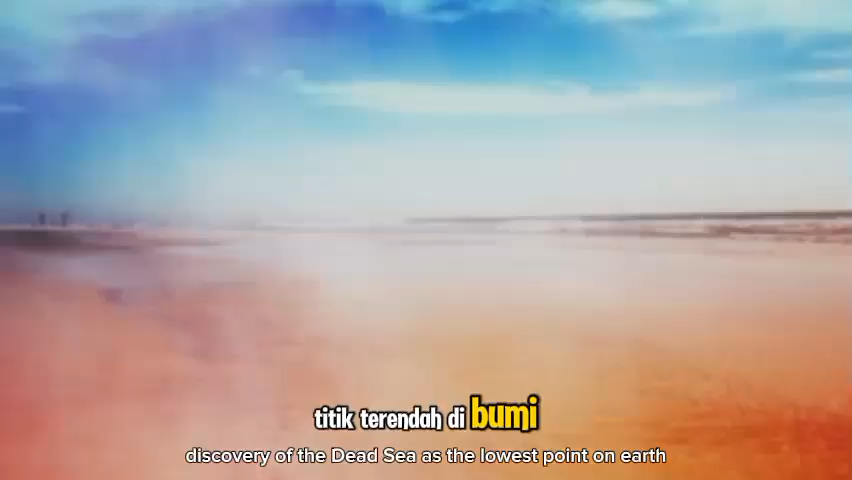 titik terendah di bumi
discovery of the Dead Sea as the lowest point on earth